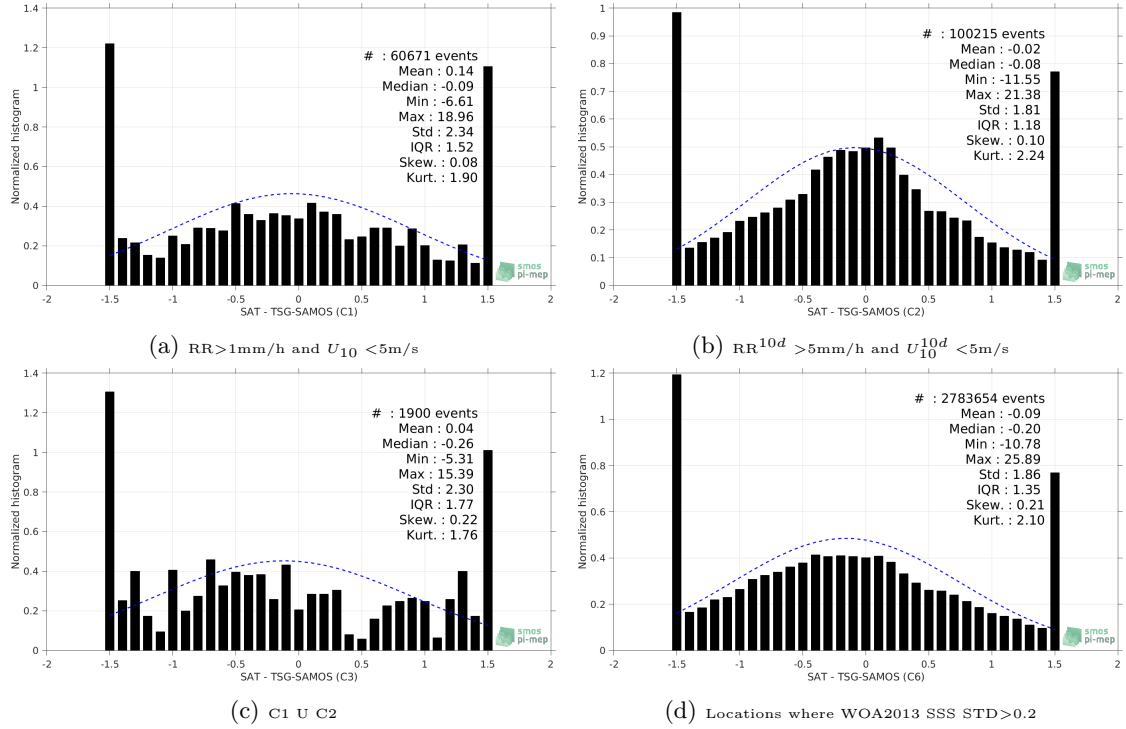 Normalized histogram
1.4
1.2
1
0.8
0.6
0.4
0.2
0
# : 60671 events
Mean : 0.14
Median : -0.09
Min : -6.61
Max : 18.96
Std : 2.34
IQR : 1.52
Skew. : 0.08
Kurt. : 1.90
smos
pi-mep
-2 -1.5 -1 -0.5 0 0.5 1 1.5 2
SAT - TSG-SAMOS (C1)
(a) RR>1mm/h and U10 <5m/s
Normalized histogram
1
0.9
0.8
0.7
0.6
0.5
0.4
0.3
0.2
0.1
0
# : 100215 events
Mean : -0.02
Median : -0.08
Min : -11.55
Max : 21.38
Std : 1.81
IQR : 1.18
Skew. : 0.10
Kurt. : 2.24
smos
pi-mep
-2 -1.5 -1 -0.5 0 0.5 1 1.5 2
SAT - TSG-SAMOS (C2)
(b) RR^10d >5mm/h and U10^10d <5m/s
Normalized histogram
1.4
1.2
1
0.8
0.6
0.4
0.2
0
# : 1900 events
Mean : 0.04
Median : -0.26
Min : -5.31
Max : 15.39
Std : 2.30
IQR : 1.77
Skew. : 0.22
Kurt. : 1.76
smos
pi-mep
-2 -1.5 -1 -0.5 0 0.5 1 1.5 2
SAT - TSG-SAMOS (C3)
(c) C1 U C2
Normalized histogram
1.2
1
0.8
0.6
0.4
0.2
0
# : 2783654 events
Mean : -0.09
Median : -0.20
Min : -10.78
Max : 25.89
Std : 1.86
IQR : 1.35
Skew. : 0.21
Kurt. : 2.10
smos
pi-mep
-2 -1.5 -1 -0.5 0 0.5 1 1.5 2
SAT - TSG-SAMOS (C6)
(d) Locations where WOA2013 SSS STD>0.2